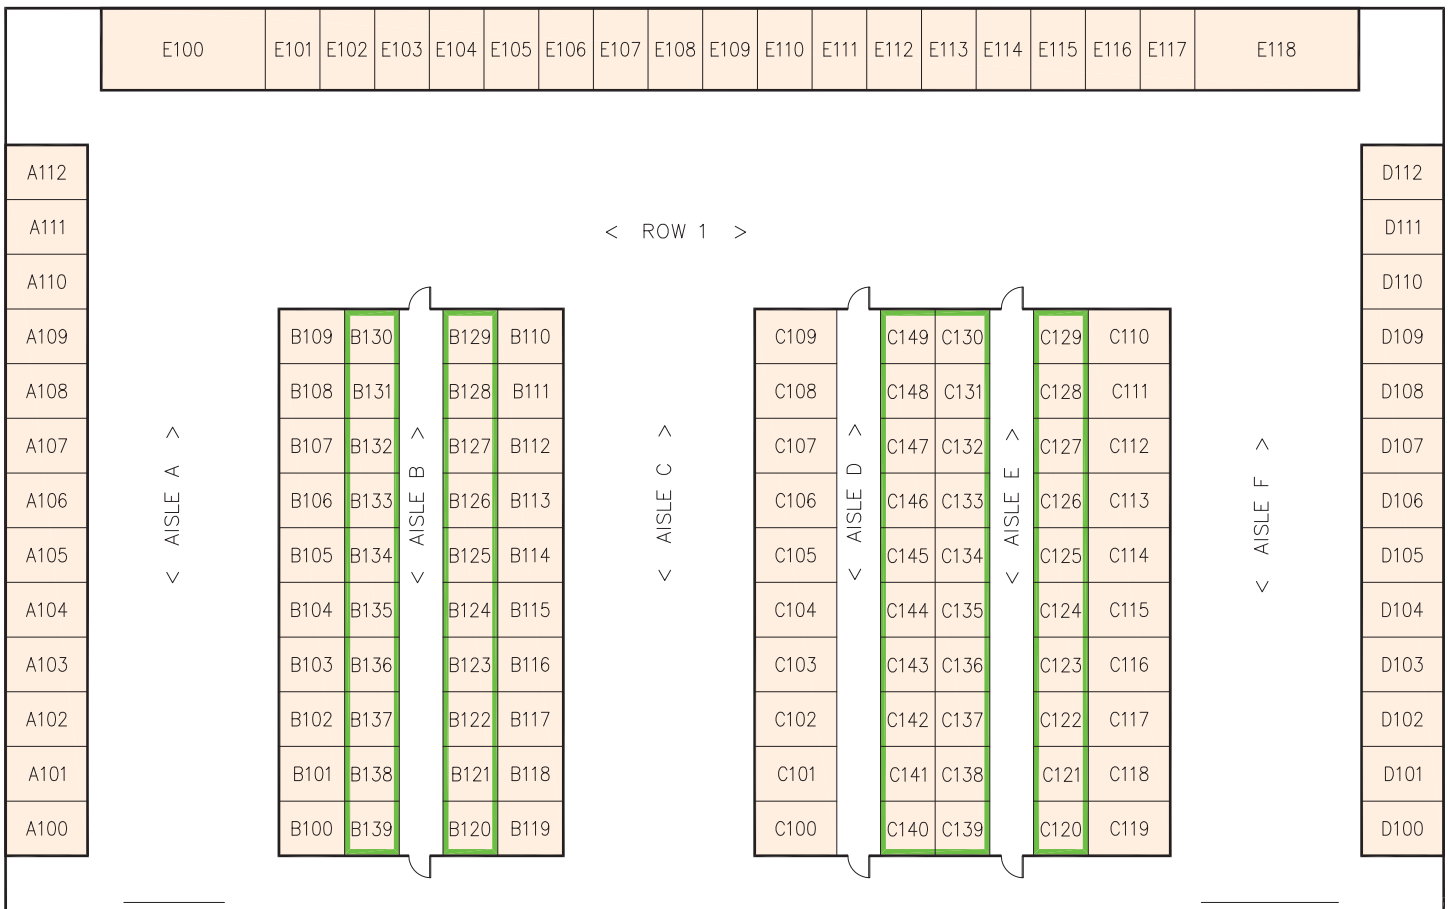 E100 E101 E102 E103 E104 E105 E106 E107 E108 E109 E110 E111 E112 E113 E114 E115 E116 E117 E118
A112 D112
A111 D111
< ROW 1 >
A110 D110
A109 B109 B130 B129 B110 C109 C149 C130 C129 C110 D109
A108 B108 B131 B128 B111 C108 C148 C131 C128 C111 D108
A107 B107 B132 B127 B112 C107 C147 C132 C127 C112 D107
A106 B106 B133 B126 B113 C106 C146 C133 C126 C113 D106
A105 B105 B134 B125 B114 C105 C145 C134 C125 C114 D105
A104 B104 B135 B124 B115 C104 C144 C135 C124 C115 D104
A103 B103 B136 B123 B116 C103 C143 C136 C123 C116 D103
A102 B102 B137 B122 B117 C102 C142 C137 C122 C117 D102
A101 B101 B138 B121 B118 C101 C141 C138 C121 C118 D101
A100 B100 B139 B120 B119 C100 C140 C139 C120 C119 D100
< AISLE A >
< AISLE B >
< AISLE C >
< AISLE D >
< AISLE E >
< AISLE F >